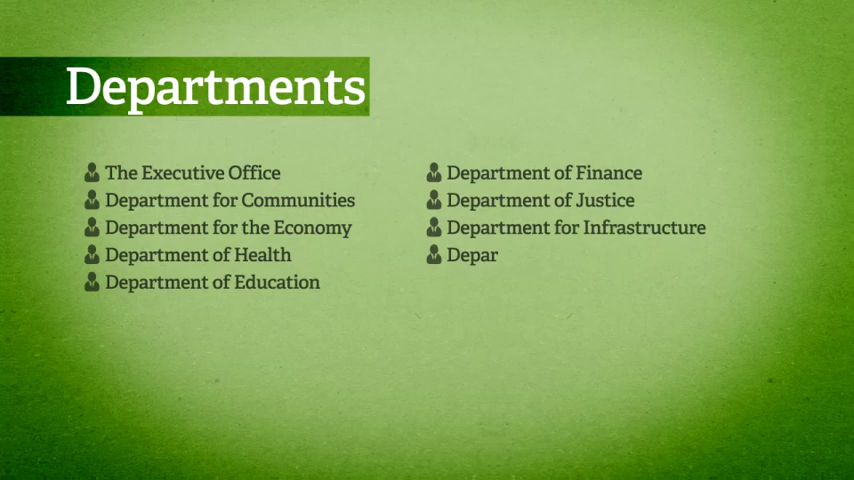 Departments
The Executive Office
Department for Communities
Department for the Economy
Department of Health
Department of Education
Department of Finance
Department of Justice
Department for Infrastructure
Depar